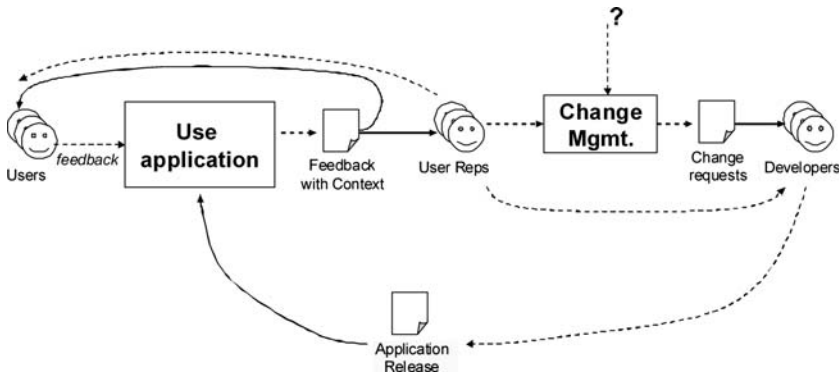 ?
Use
application
Change
Mgmt.
feedback
Users
Feedback
with Context
User Reps
Change
requests
Developers
Application
Release